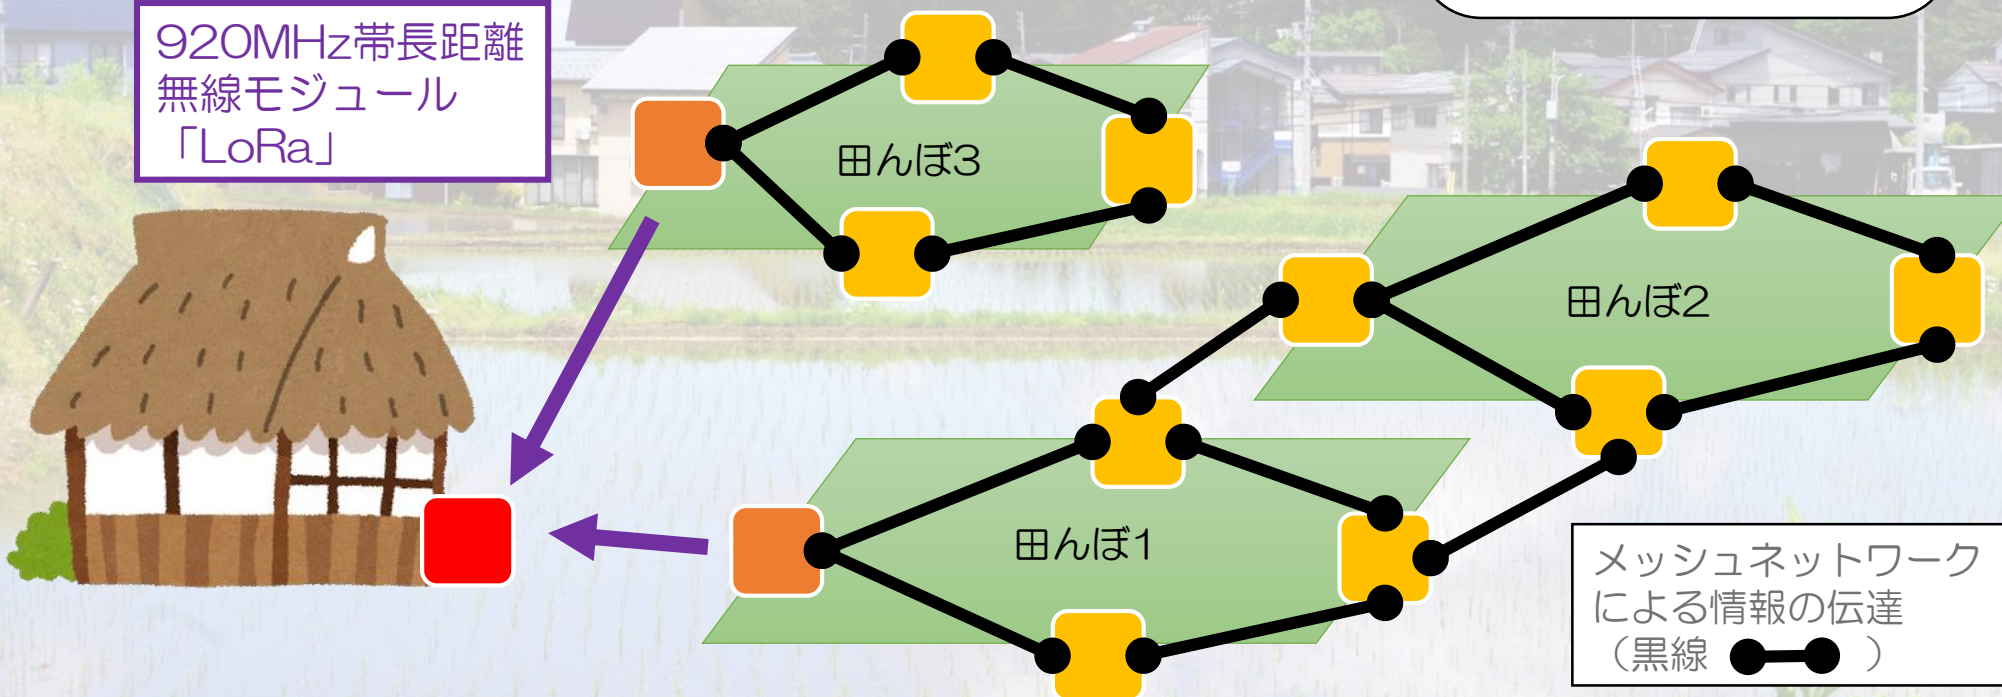 920MHz帯長距離
無線モジュール
「LoRa」
田んぼ3
田んぼ2
田んぼ1
メッシュネットワーク
による情報の伝達
（黒線 ）